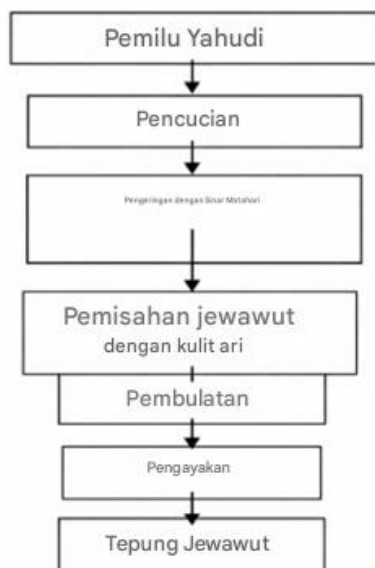 Pemilu Yahudi
Pencucian
Pengeringan dengan Sinar Matahari
Pemisahan jewawut
dengan kulit ari
Pembulatan
Pengayakan
Tepung Jewawut